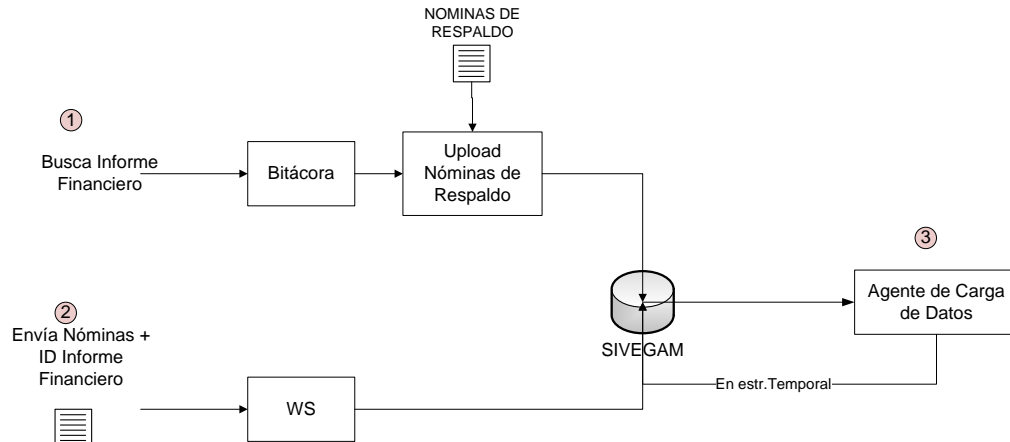 NOMINAS DE
RESPALDO
1
Busca Informe
Financiero
Bitácora
Upload
Nóminas de
Respaldo
3
Agente de Carga
de Datos
2
Envía Nóminas +
ID Informe
Financiero
SIVEGAM
En estr.Temporal
WS